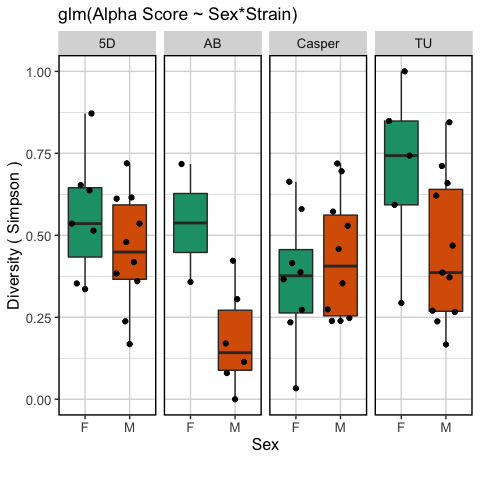 glm(Alpha Score ~ Sex*Strain)
5D AB Casper TU
Diversity ( Simpson )
1.00
0.75
0.50
0.25
0.00
F M F M F M F M
Sex